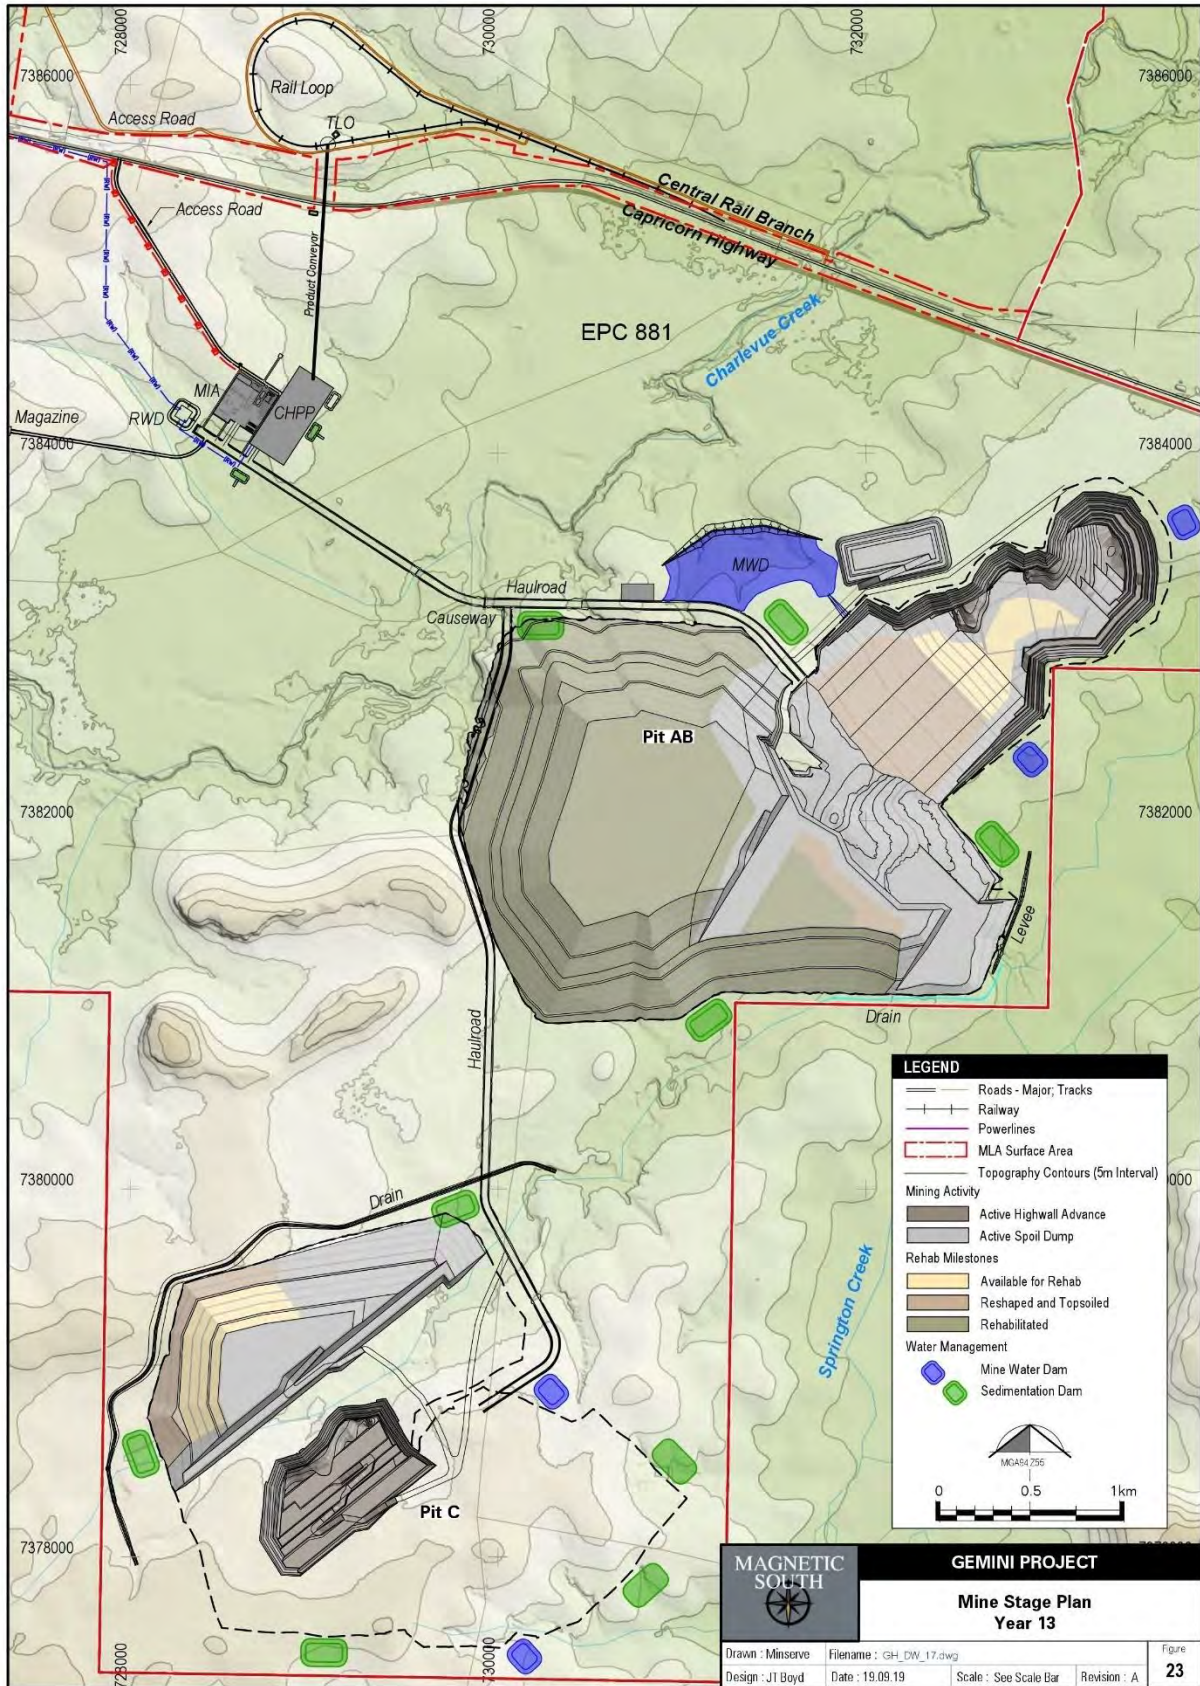 728000
730000
732000
7386000
7386000
Rail Loop
TLO
Access Road
Access Road
Central Rail Branch
Capricorn Highway
Product Conveyor
EPC 881
Charlevue Creek
MIA
CHPP
RWD
Magazine
7384000
7384000
MWD
Haulroad
Causeway
Pit AB
7382000
7382000
Levee
Drain
Haulroad
7380000
Drain
Springton Creek
Pit C
7378000
728000
730000
LEGEND
Roads - Major; Tracks
Railway
Powerlines
MLA Surface Area
Topography Contours (5m Interval)
Mining Activity
Active Highwall Advance
Active Spoil Dump
Rehab Milestones
Available for Rehab
Reshaped and Topsoiled
Rehabilitated
Water Management
Mine Water Dam
Sedimentation Dam
MGA94 Z55
0 0.5 1km
MAGNETIC
SOUTH
GEMINI PROJECT
Mine Stage Plan
Year 13
Drawn : Minserve Filename : GH_DW_17.dwg
Design : JT Boyd Date : 19.09.19 Scale : See Scale Bar Revision : A
Figure
23